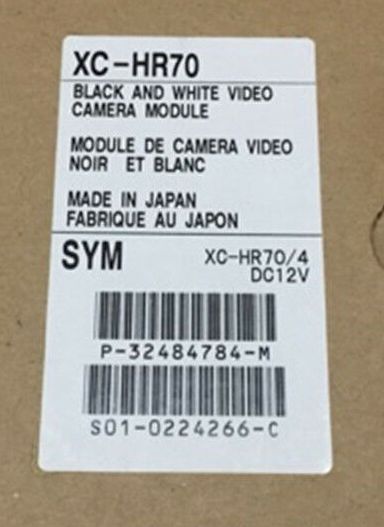 XC-HR70
BLACK AND WHITE VIDEO
CAMERA MODULE
MODULE DE CAMERA VIDEO
NOIR ET BLANC
MADE IN JAPAN
FABRIQUE AU JAPON
SYM
XC-HR70/4
DC12V
P-32484784-M
S01-0224266-C